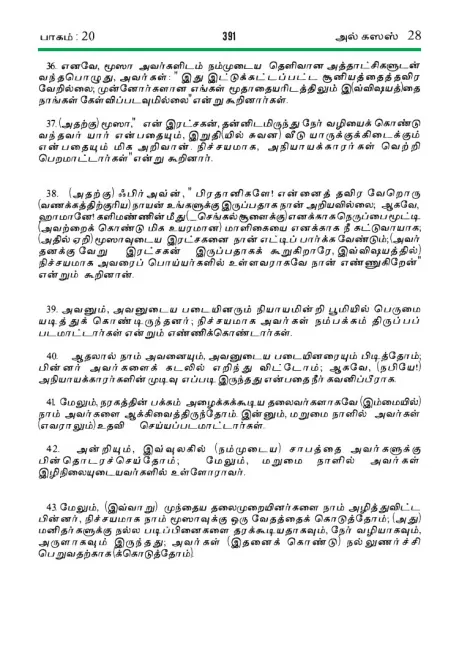 பாகம் : 20 391 அல் கஸஸ் 28
36. எனவே, மூஸா அவர்களிடம் நம்முடைய தெளிவான அத்தாட்சிகளுடன்
வந்தபொழுது, அவர்கள்: "இது இட்டுக்கட்டப்பட்ட சூனியத்தைத்தவிர
வேறில்லை; முன்னோர்களான எங்கள் மூதாதையரிடத்திலும் இ(வ்விஷயத்)தை
நாங்கள் கேள்விப்படவுமில்லை" என்று கூறினார்கள்.
37. (அதற்கு) மூஸா," என் இரட்சகன், தன்னிடமிருந்து நேர் வழியைக் கொண்டு
வந்தவர் யார் என்பதையும், இறுதி(யில் சுவன) வீடு யாருக்குக்கிடைக்கும்
என்பதையும் மிக அறிவான். நிச்சயமாக, அநியாயக்காரர்கள் வெற்றி
பெறமாட்டார்கள்" என்று கூறினார்.
38. (அதற்கு) ஃபிர்அவ்ன், " பிரதானிகளே! என்னைத் தவிர வேறொரு
(வணக்கத்திற்குரிய) நாயன் உங்களுக்கு இருப்பதாக நான் அறியவில்லை; ஆகவே,
ஹாமானே! களிமண்ணின் மீது (_செங்கல் சூளைக்கு) எனக்காக நெருப்பை மூட்டி
(அவற்றைக் கொண்டு மிக உயரமான) மாளிகையை எனக்காக நீ கட்டுவாயாக;
(அதில் ஏறி) மூஸாவுடைய இரட்சகனை நான் எட்டிப் பார்க்க வேண்டும்; (அவர்
தனக்கு வேறு இரட்சகன் இருப்பதாகக் கூறுகிறாரே, இவ்விஷயத்தில்)
நிச்சயமாக அவரைப் பொய்யர்களில் உள்ளவராகவே நான் எண்ணுகிறேன்"
என்றும் கூறினான்.
39. அவனும், அவனுடைய படையினரும் நியாயமின்றி பூமியில் பெருமை
யடித்துக் கொண்டிருந்தனர்; நிச்சயமாக அவர்கள் நம்பக்கம் திருப்பப்
படமாட்டார்கள் என்றும் எண்ணிக்கொண்டார்கள்.
40. ஆதலால் நாம் அவனையும், அவனுடைய படையினரையும் பிடித்தோம்;
பின்னர் அவர்களைக் கடலில் எறிந்து விட்டோம்; ஆகவே, (நபியே!)
அநியாயக்காரர்களின் முடிவு எப்படி இருந்தது என்பதை நீர் கவனிப்பீராக.
41. மேலும், நரகத்தின் பக்கம் அழைக்கக்கூடிய தலைவர்களாகவே (இம்மையில்)
நாம் அவர்களை ஆக்கிவைத்திருந்தோம். இன்னும், மறுமை நாளில் அவர்கள்
(எவராலும்) உதவி செய்யப்படமாட்டார்கள்.
42. அன்றியும், இவ்வுலகில் (நம்முடைய) சாபத்தை அவர்களுக்கு
பின்தொடரச்செய்தோம்; மேலும், மறுமை நாளில் அவர்கள்
இழிநிலையுடையவர்களில் உள்ளோராவர்.
43. மேலும், (இவ்வாறு) முந்தைய தலைமுறையினர்களை நாம் அழித்துவிட்ட
பின்னர், நிச்சயமாக நாம் மூஸாவுக்கு ஒரு வேதத்தைக் கொடுத்தோம்; (அது)
மனிதர்களுக்கு நல்ல படிப்பினைகளை தரக்கூடியதாகவும், நேர் வழியாகவும்,
அருளாகவும் இருந்தது; அவர்கள் (இதனைக் கொண்டு) நல்லுணர்ச்சி
பெறுவதற்காக (க்கொடுத்தோம்).